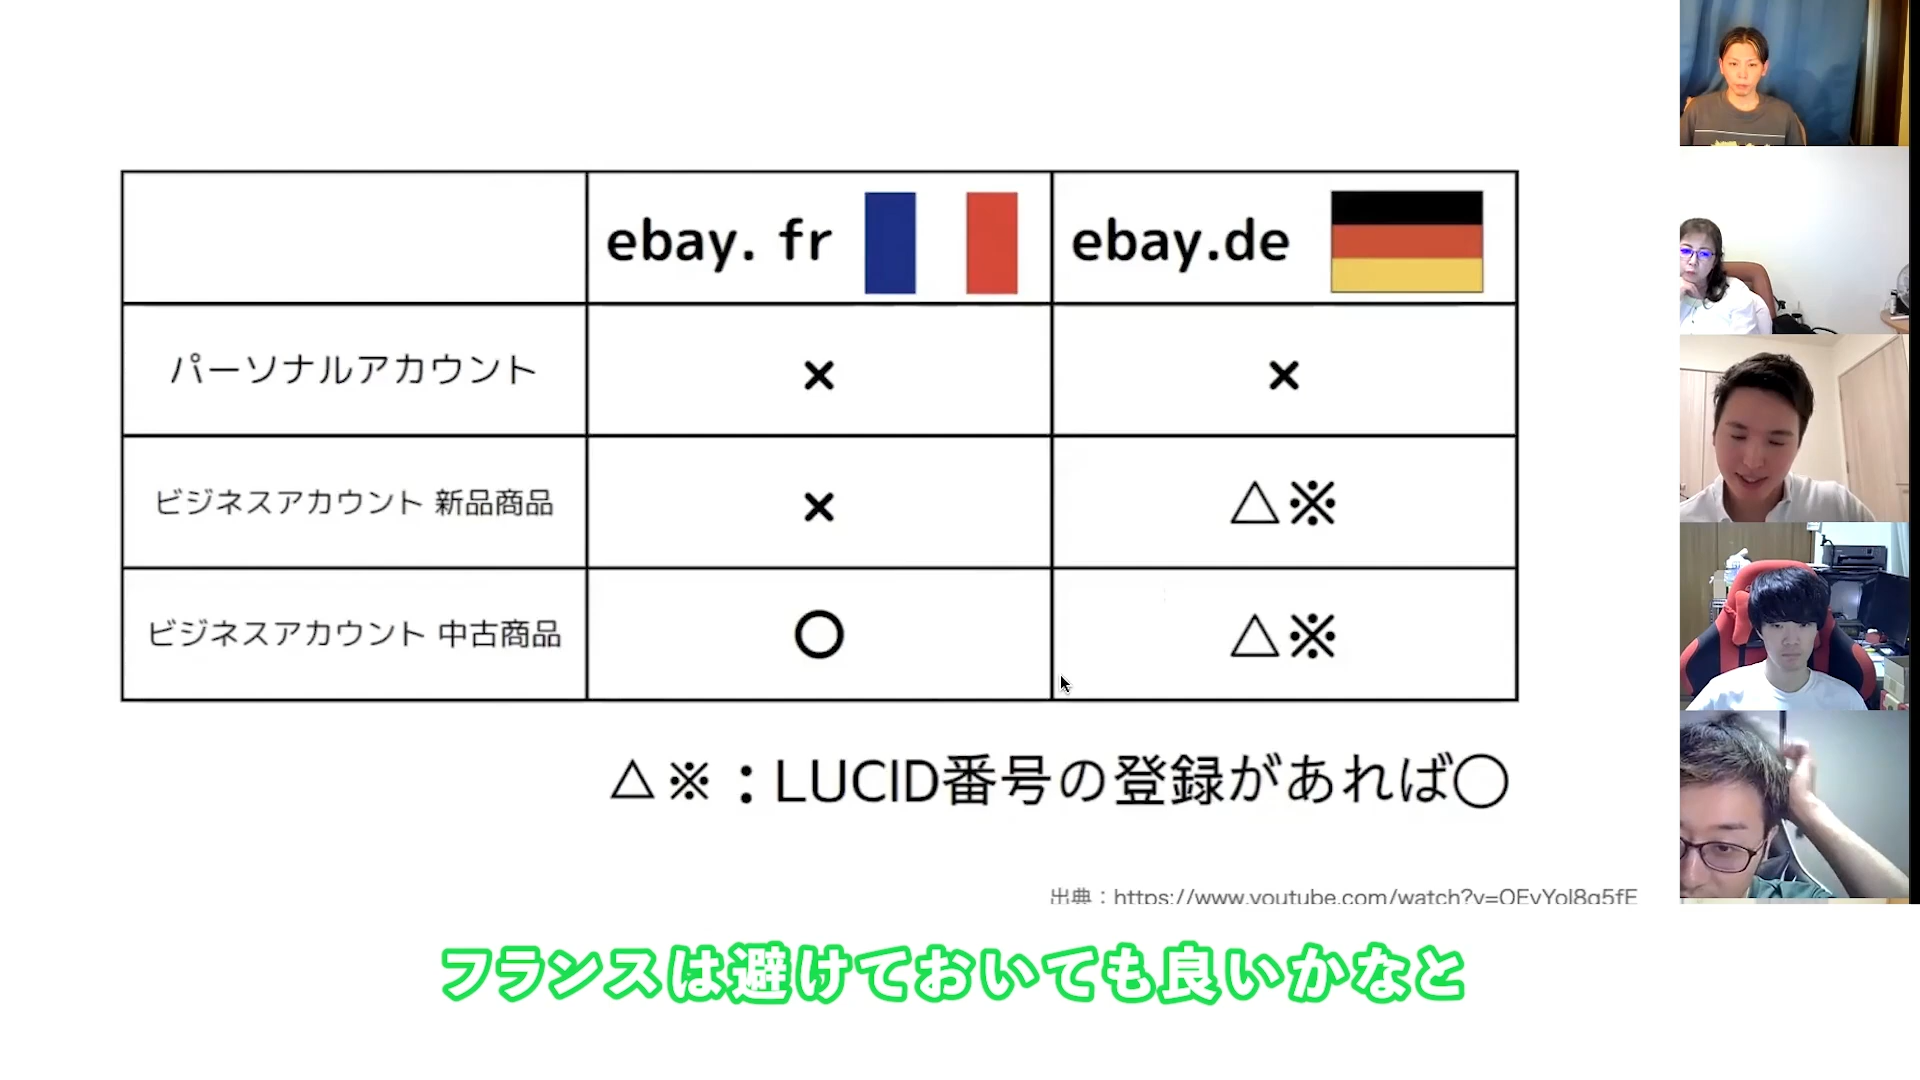 ebay. fr
ebay.de
パーソナルアカウント
×
×
ビジネスアカウント 新品商品
×
△※
ビジネスアカウント 中古商品
○
△※
△※：LUCID番号の登録があれば○
出典：https://www.youtube.com/watch?v=OEvYol8g5fE
フランスは避けておいても良いかなと